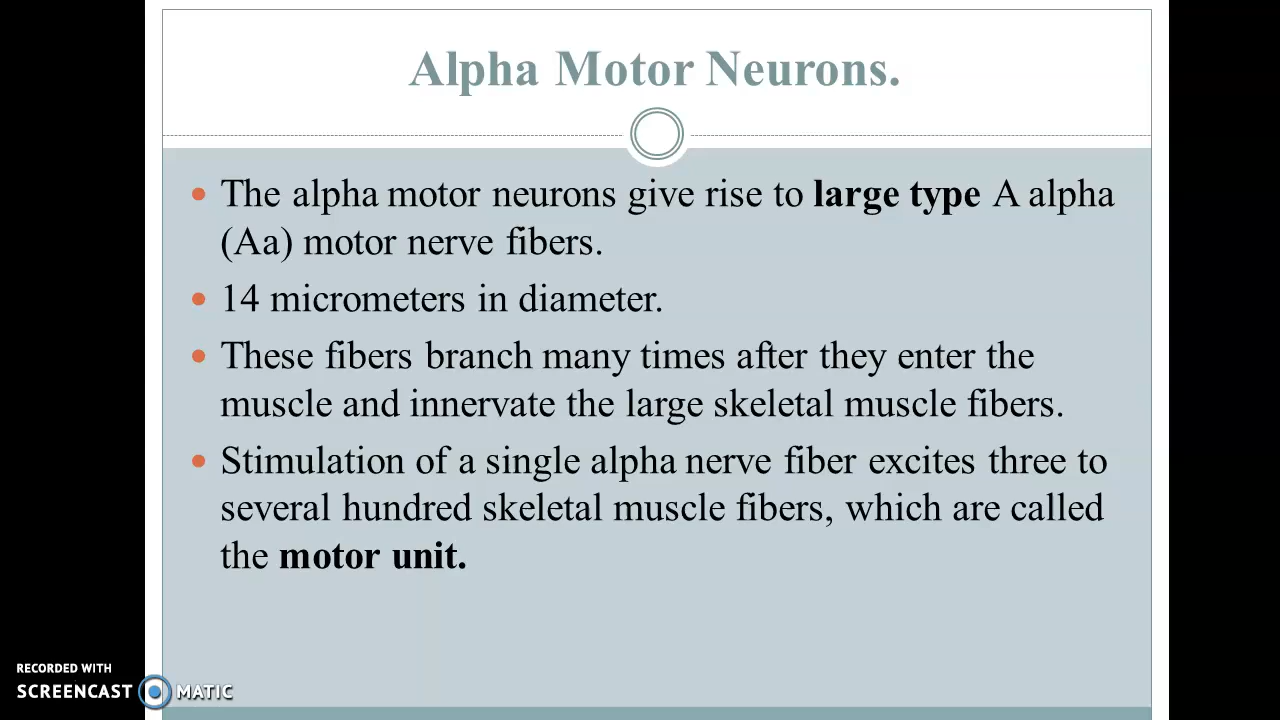 Alpha Motor Neurons.
• The alpha motor neurons give rise to large type A alpha
(Aa) motor nerve fibers.
• 14 micrometers in diameter.
• These fibers branch many times after they enter the
muscle and innervate the large skeletal muscle fibers.
• Stimulation of a single alpha nerve fiber excites three to
several hundred skeletal muscle fibers, which are called
the motor unit.
RECORDED WITH
SCREENCAST MATIC